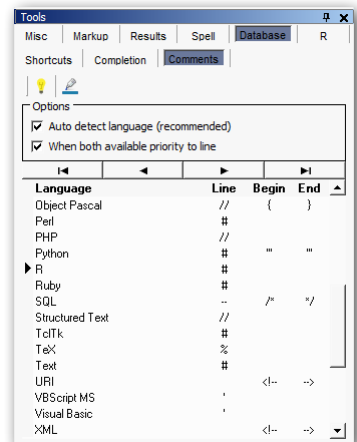 Tools
Misc Markup Results Spell Database R
Shortcuts Completion Comments
Options
Auto detect language (recommended)
When both available priority to line
Language Line Begin End
Object Pascal // { }
Perl #
PHP //
Python # ''' '''
R #
Ruby #
SQL -- /* */
Structured Text //
TclTk #
TeX %
Text #
URI <!-- -->
VBScript MS '
Visual Basic '
XML <!-- -->